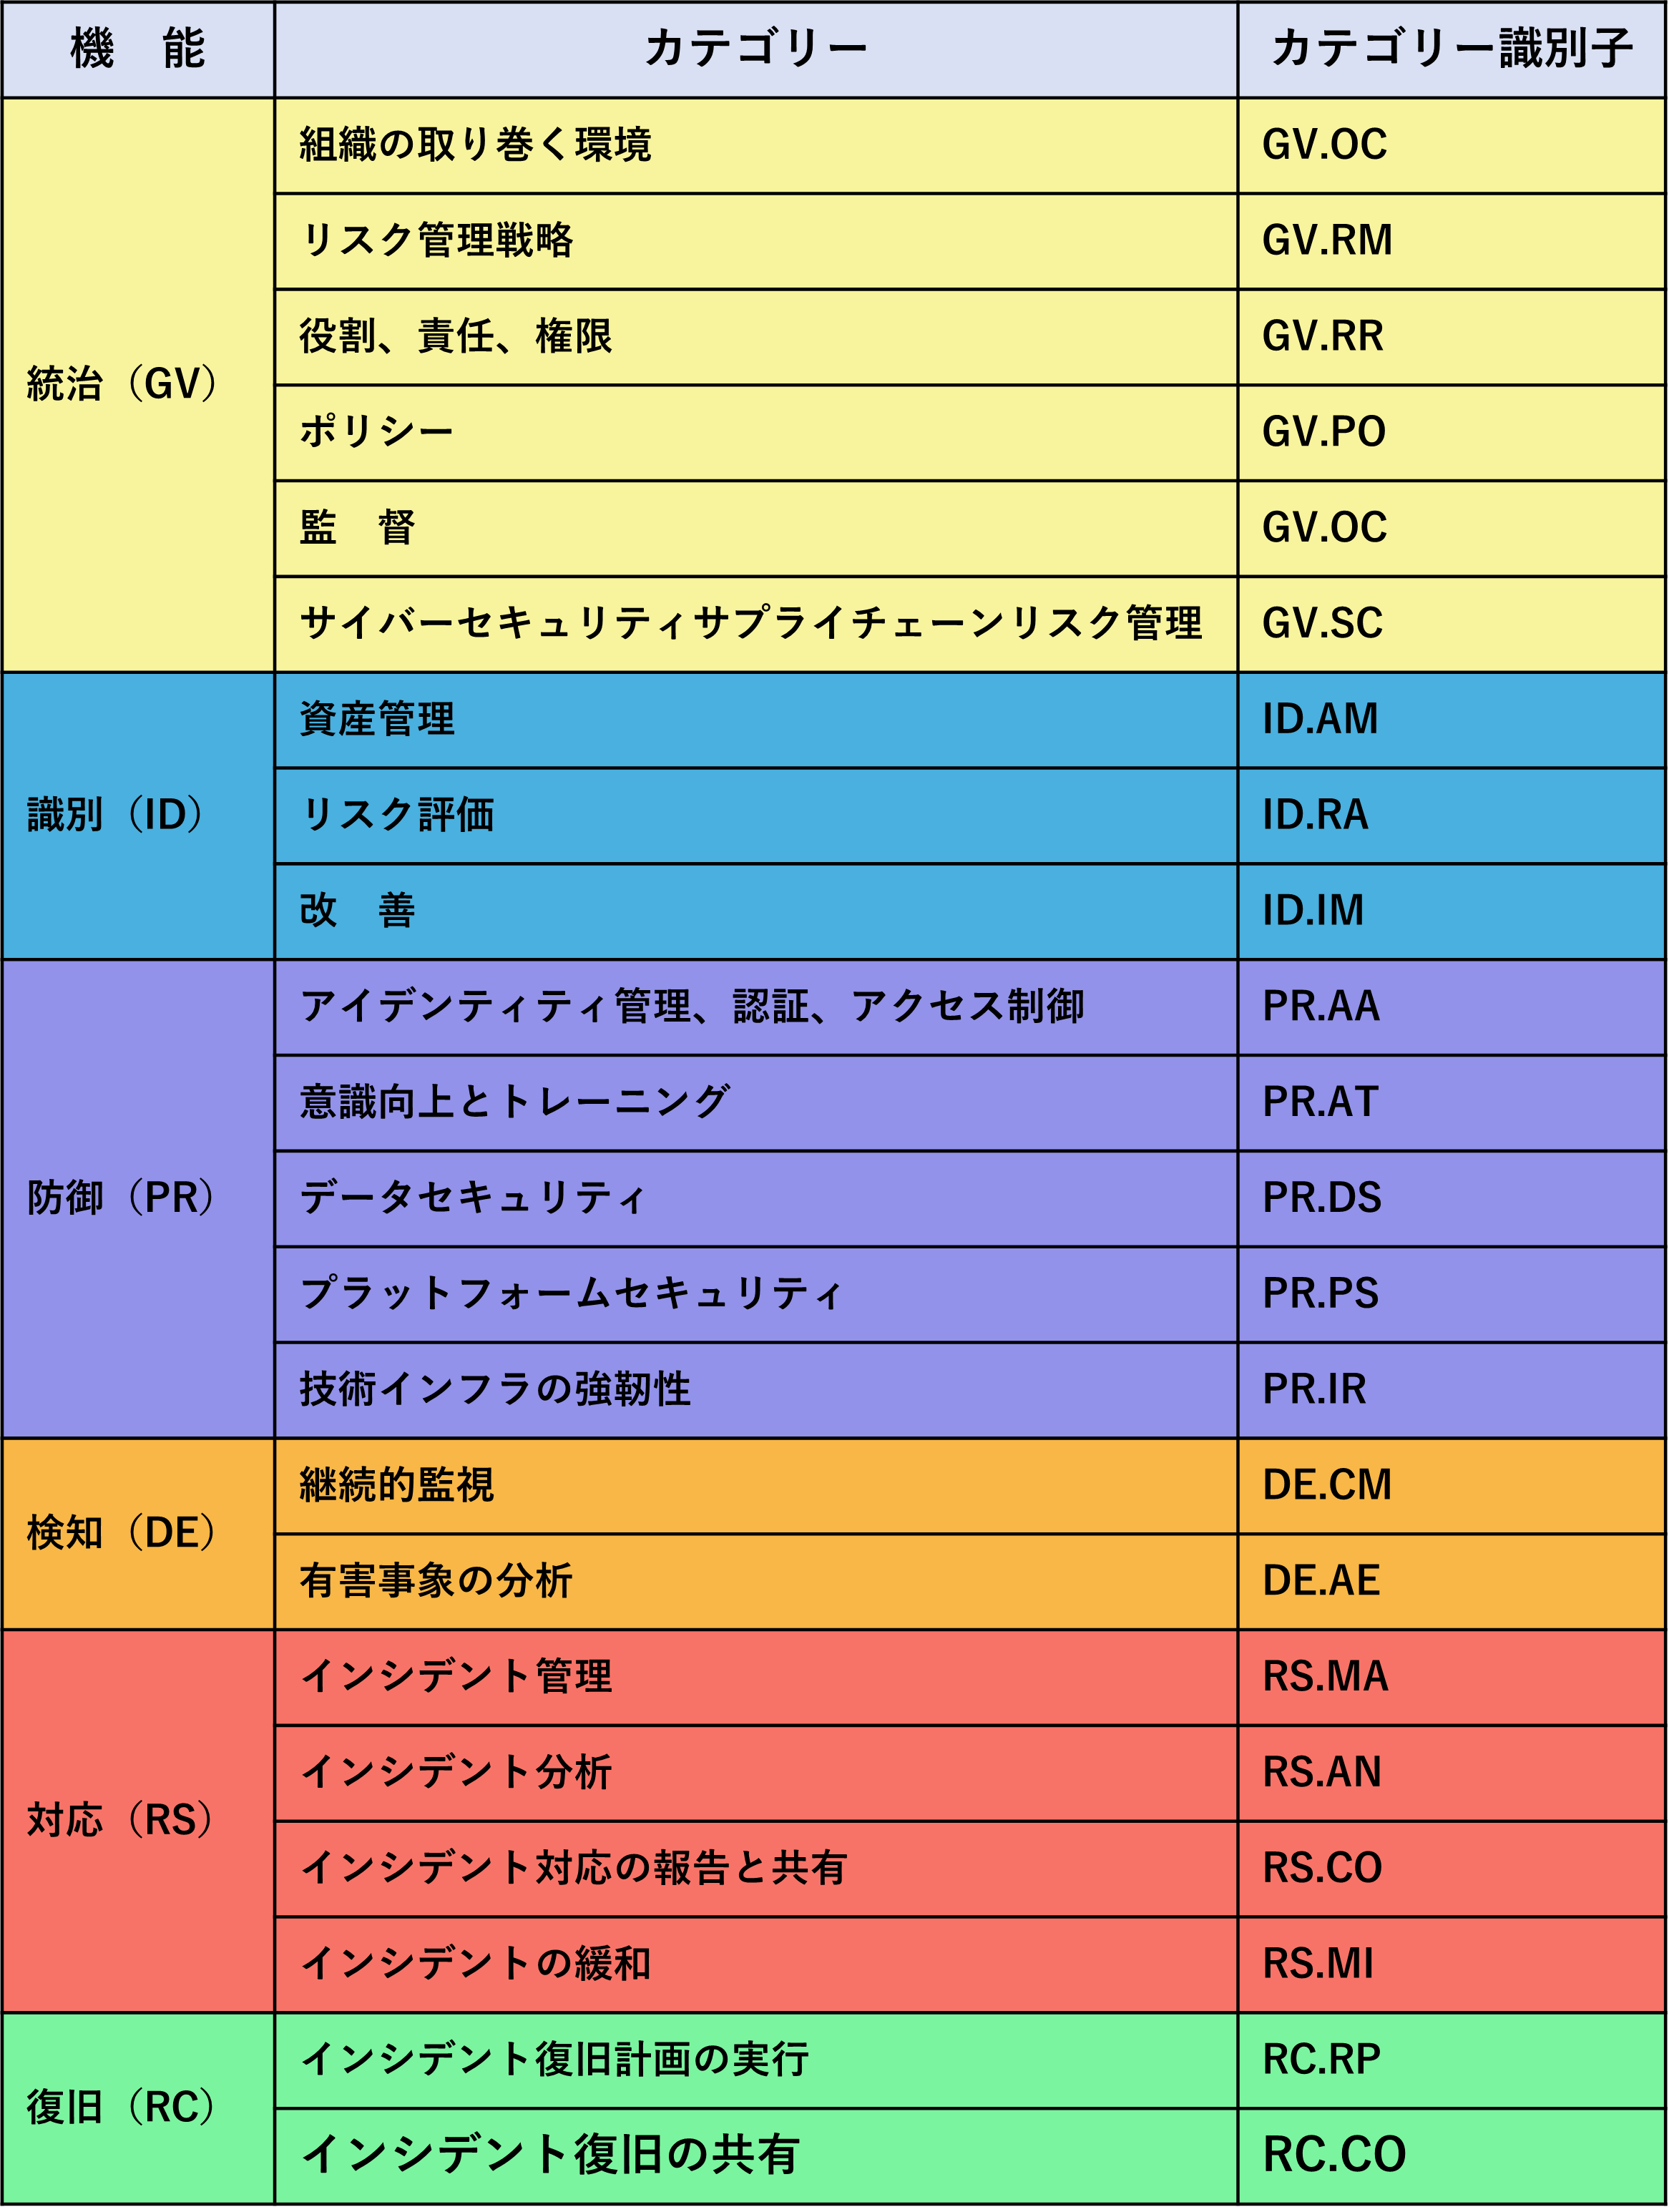 機　能　カテゴリー　カテゴリー識別子
統治（GV）
組織の取り巻く環境　GV.OC
リスク管理戦略　GV.RM
役割、責任、権限　GV.RR
ポリシー　GV.PO
監　督　GV.OC
サイバーセキュリティサプライチェーンリスク管理　GV.SC
識別（ID）
資産管理　ID.AM
リスク評価　ID.RA
改　善　ID.IM
防御（PR）
アイデンティティ管理、認証、アクセス制御　PR.AA
意識向上とトレーニング　PR.AT
データセキュリティ　PR.DS
プラットフォームセキュリティ　PR.PS
技術インフラの強靭性　PR.IR
検知（DE）
継続的監視　DE.CM
有害事象の分析　DE.AE
対応（RS）
インシデント管理　RS.MA
インシデント分析　RS.AN
インシデント対応の報告と共有　RS.CO
インシデントの緩和　RS.MI
復旧（RC）
インシデント復旧計画の実行　RC.RP
インシデント復旧の共有　RC.CO